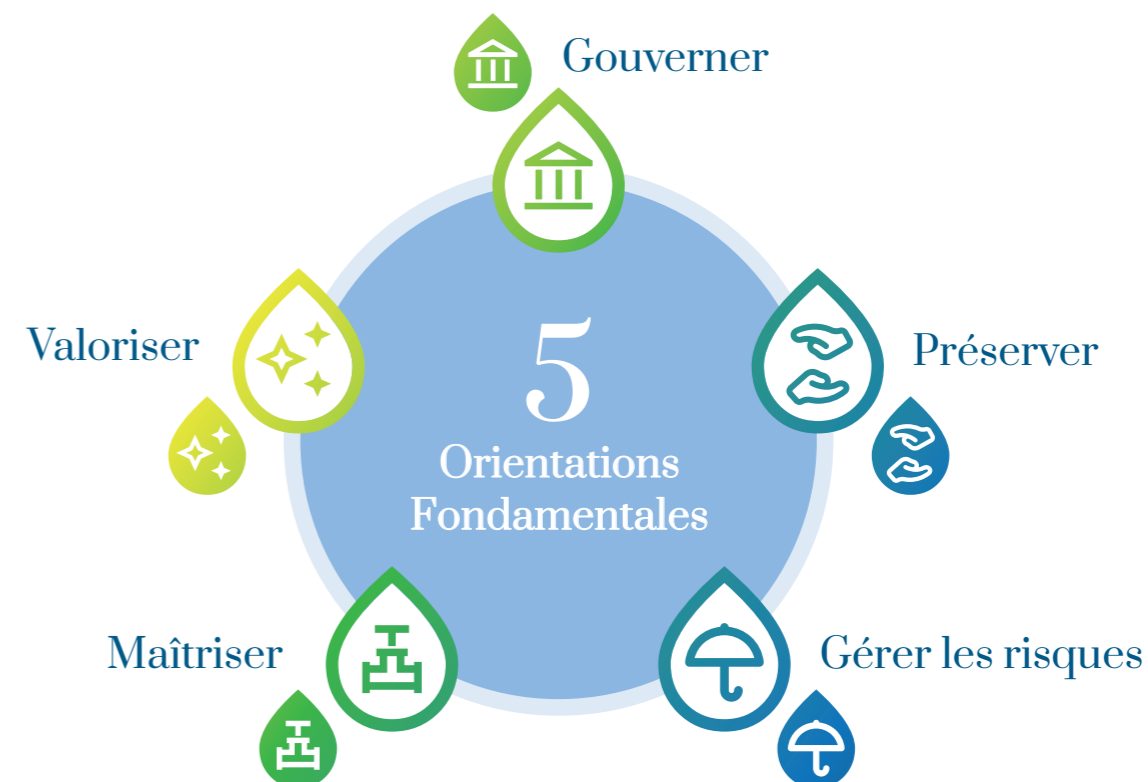 Gouverner
Valoriser
Préserver
5
Orientations
Fondamentales
Maîtriser
Gérer les risques